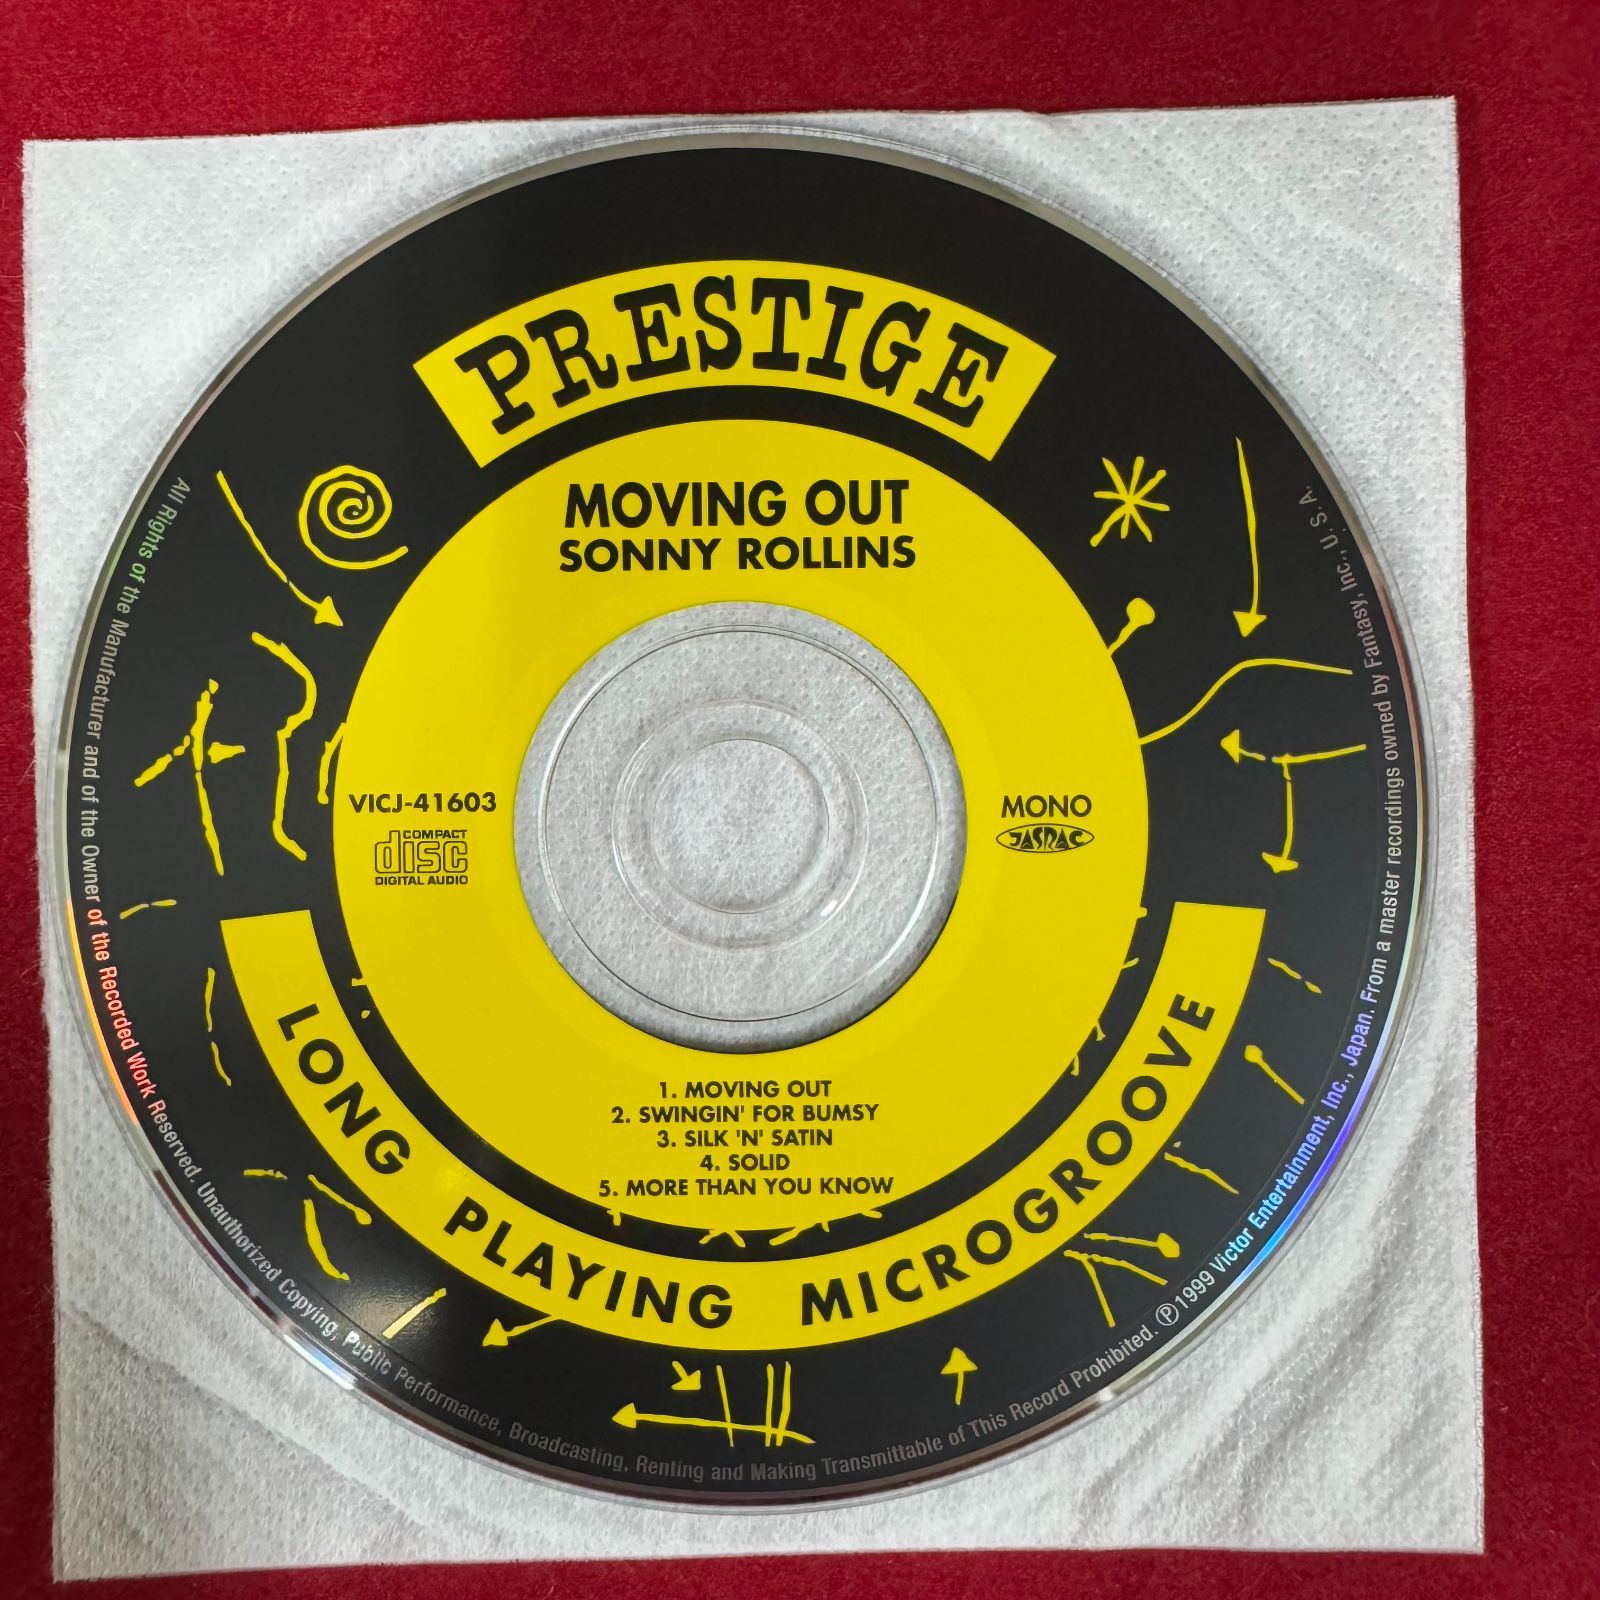 PRESTIGE
MOVING OUT
SONNY ROLLINS
VICJ-41603
COMPACT
disc
DIGITAL AUDIO
MONO
JASRAC
1. MOVING OUT
2. SWINGIN' FOR BUMSY
3. SILK 'N' SATIN
4. SOLID
5. MORE THAN YOU KNOW
LONG PLAYING MICROGROOVE
All Rights of the Manufacturer and of the Owner of the Recorded Work Reserved. Unauthorized Copying, Public Performance, Broadcasting, Renting and Making Transmittable of This Record Prohibited. ℗1999 Victor Entertainment, Inc., Japan. From a master recordings owned by Fantasy, Inc., U.S.A.